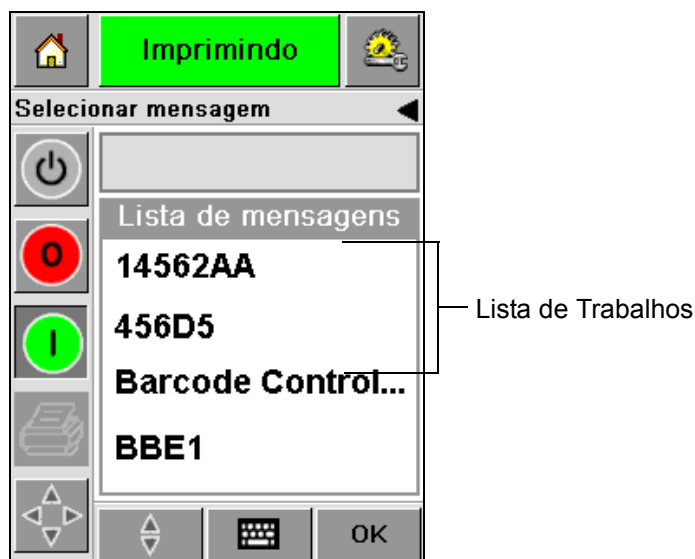 Imprimindo
Selecionar mensagem
Lista de mensagens
O
14562AA
I
456D5
Barcode Control...
BBE1
OK
Lista de Trabalhos